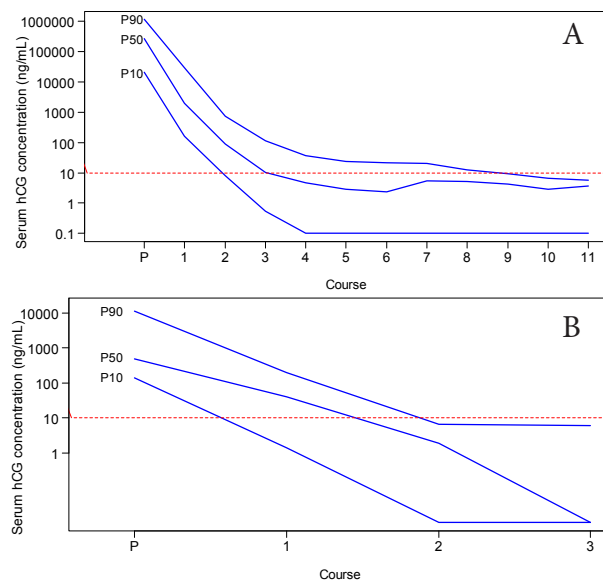 A
Serum hCG concentration (ng/mL)
1000000
100000
10000
1000
100
10
1
0.1
P90
P50
P10
P 1 2 3 4 5 6 7 8 9 10 11
Course
B
Serum hCG concentration (ng/mL)
10000
1000
100
10
1
P90
P50
P10
P 1 2 3
Course